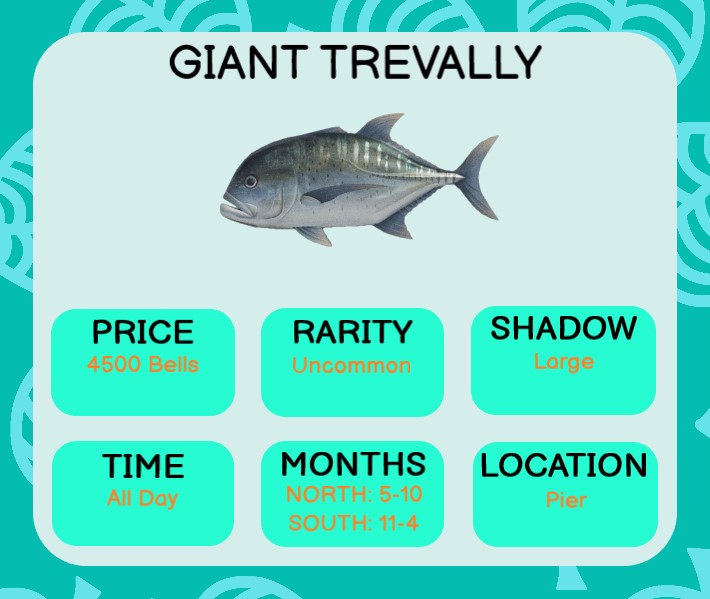 GIANT TREVALLY
PRICE
4500 Bells
RARITY
Uncommon
SHADOW
Large
TIME
All Day
MONTHS
NORTH: 5-10
SOUTH: 11-4
LOCATION
Pier